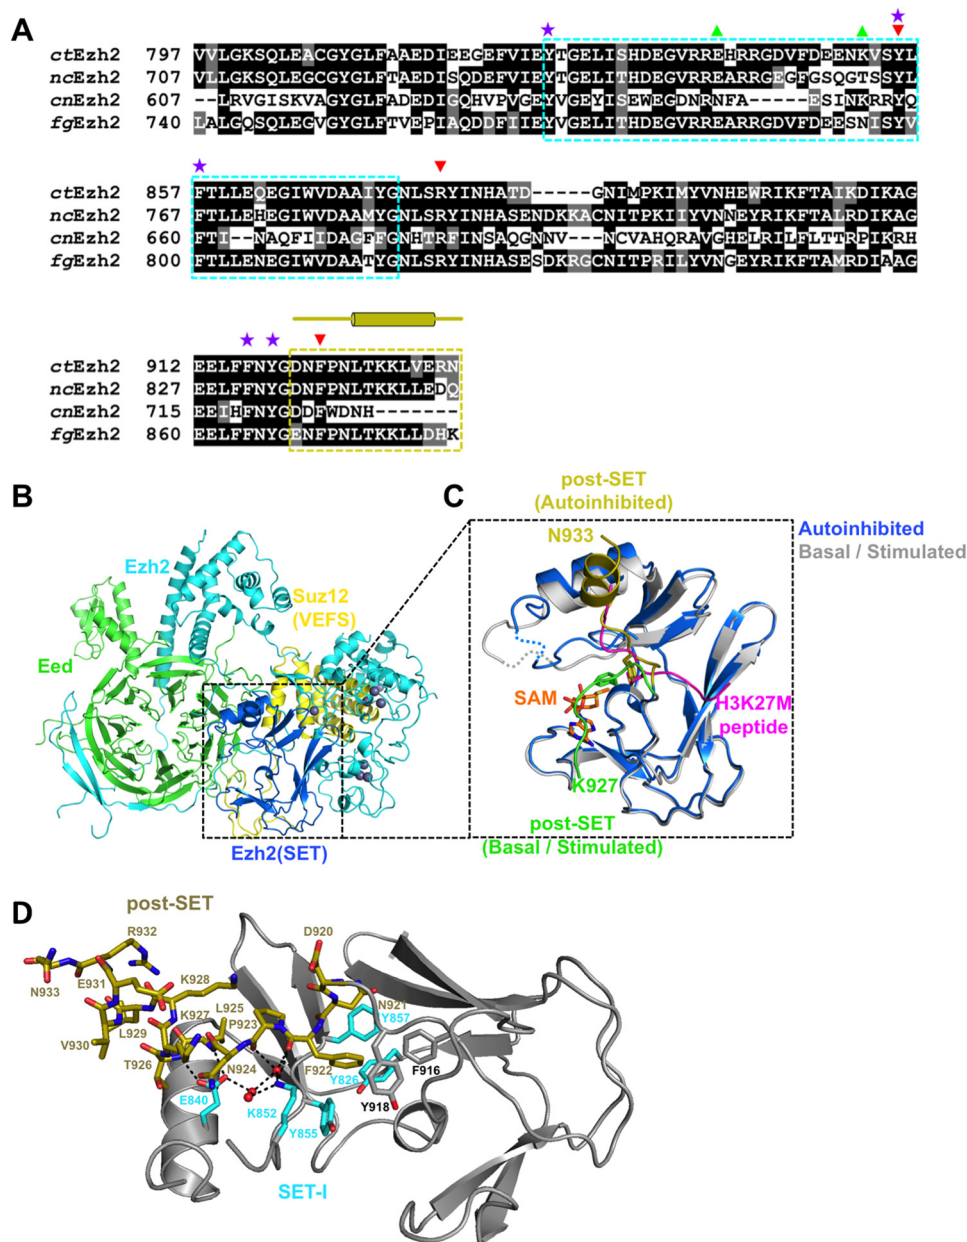 A
ctEzh2 797 VVLGKSQLEACGYGLFAAEDIEEGEFVIEYTGELISHDEGVRREHRRGDVFDEENKVSYL
ncEzh2 707 VLLGKSQLEGCGYGLFTAEDISQDEFVIEYTGELITHDEGVRREARRGEGFGSQGTSSYL
cnEzh2 607 --LRVGISKVAGYGLFADEDIGQHVPVGEYVGEYISEWEGDNRNFA-----ESINKRRYQ
fgEzh2 740 LALGQSQLEGVGYGLFTVEPIAQDDFIIEYVGELITHDEGVRREARRGDVFDEESNISYV
ctEzh2 857 FTLLEQEGIWVDAAIYGNLSRYINHATD-----GNIMPKIMYVNHEWRIKFTAIKDIKAG
ncEzh2 767 FTLLEHEGIWVDAAMYGNLSRYINHASENDKKACNITPKIIYVNNEYRIKFTALRDIKAG
cnEzh2 660 FTI--NAQFIIDAGFFGNHTRFINSAQGNNV---NCVAHQRAVGHELRILFLTTRPIKRH
fgEzh2 800 FTLLENEGIWVDAATYGNLSRYINHASESDKRGCNITPRILYVNGEYRIKFTAMRDIAAG
ctEzh2 912 EELFFNYGDNFPNLTKKLVERN
ncEzh2 827 EELFFNYGDNFPNLTKKLLEDQ
cnEzh2 715 EEIHFNYGDDFWDNH-------
fgEzh2 860 EELFFNYGENFPNLTKKLLDHK
B
Ezh2
Suz12
(VEFS)
Eed
Ezh2(SET)
C
post-SET
(Autoinhibited)
N933
Autoinhibited
Basal / Stimulated
SAM
H3K27M
peptide
K927
post-SET
(Basal / Stimulated)
D
post-SET
R932
D920
N933
E931
K928
N921
K927
L925
Y857
L929
P923
V930
T926
N924
F922
Y826
F916
E840
K852
Y918
Y855
SET-I